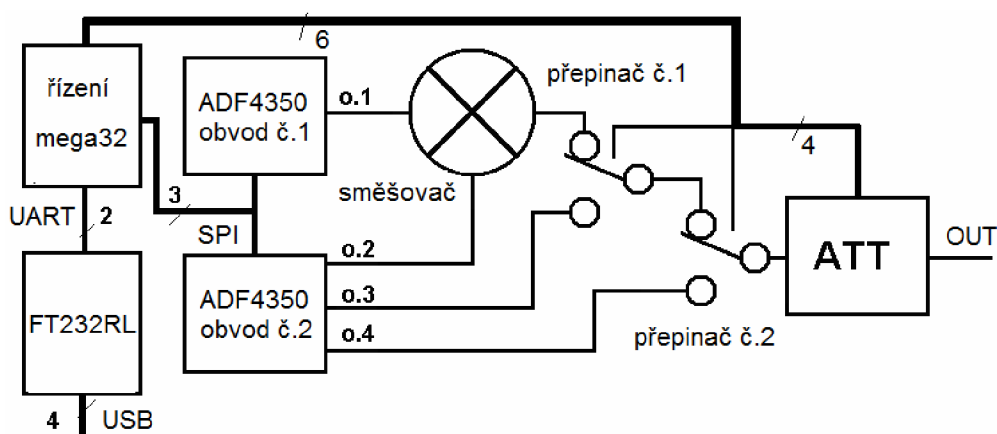 6
řízení
mega32
ADF4350
obvod č.1
o.1
přepinač č.1
4
3
směšovač
UART
2
SPI
ADF4350
obvod č.2
o.2
o.3
o.4
FT232RL
ATT
OUT
přepinač č.2
4
USB